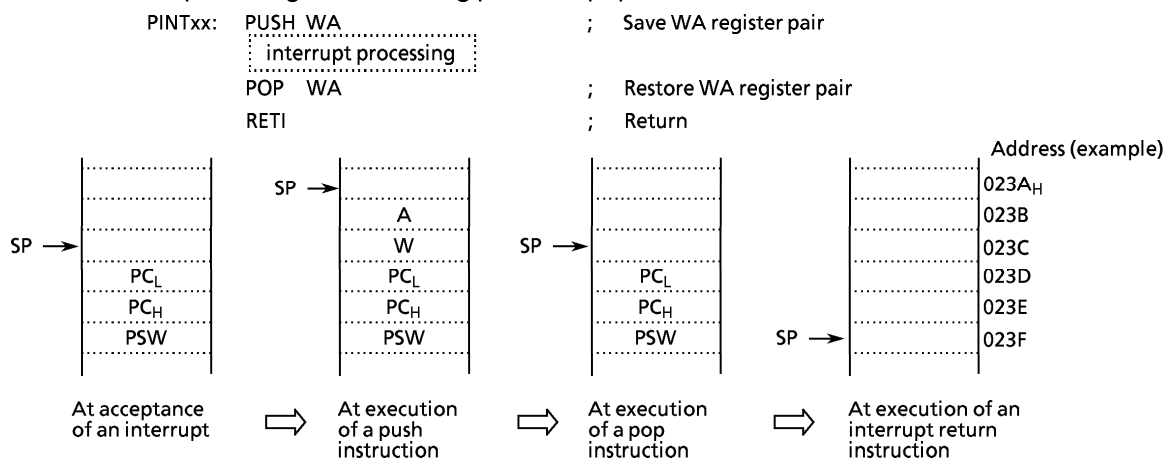 PINTxx: PUSH WA ; Save WA register pair
interrupt processing
POP WA ; Restore WA register pair
RETI ; Return
Address (example)
SP 023AH
A 023B
SP W SP 023C
PCL PCL PCL 023D
PCH PCH PCH 023E
PSW PSW PSW SP 023F
At acceptance At execution At execution At execution of an
of an interrupt of a push of a pop interrupt return
instruction instruction instruction